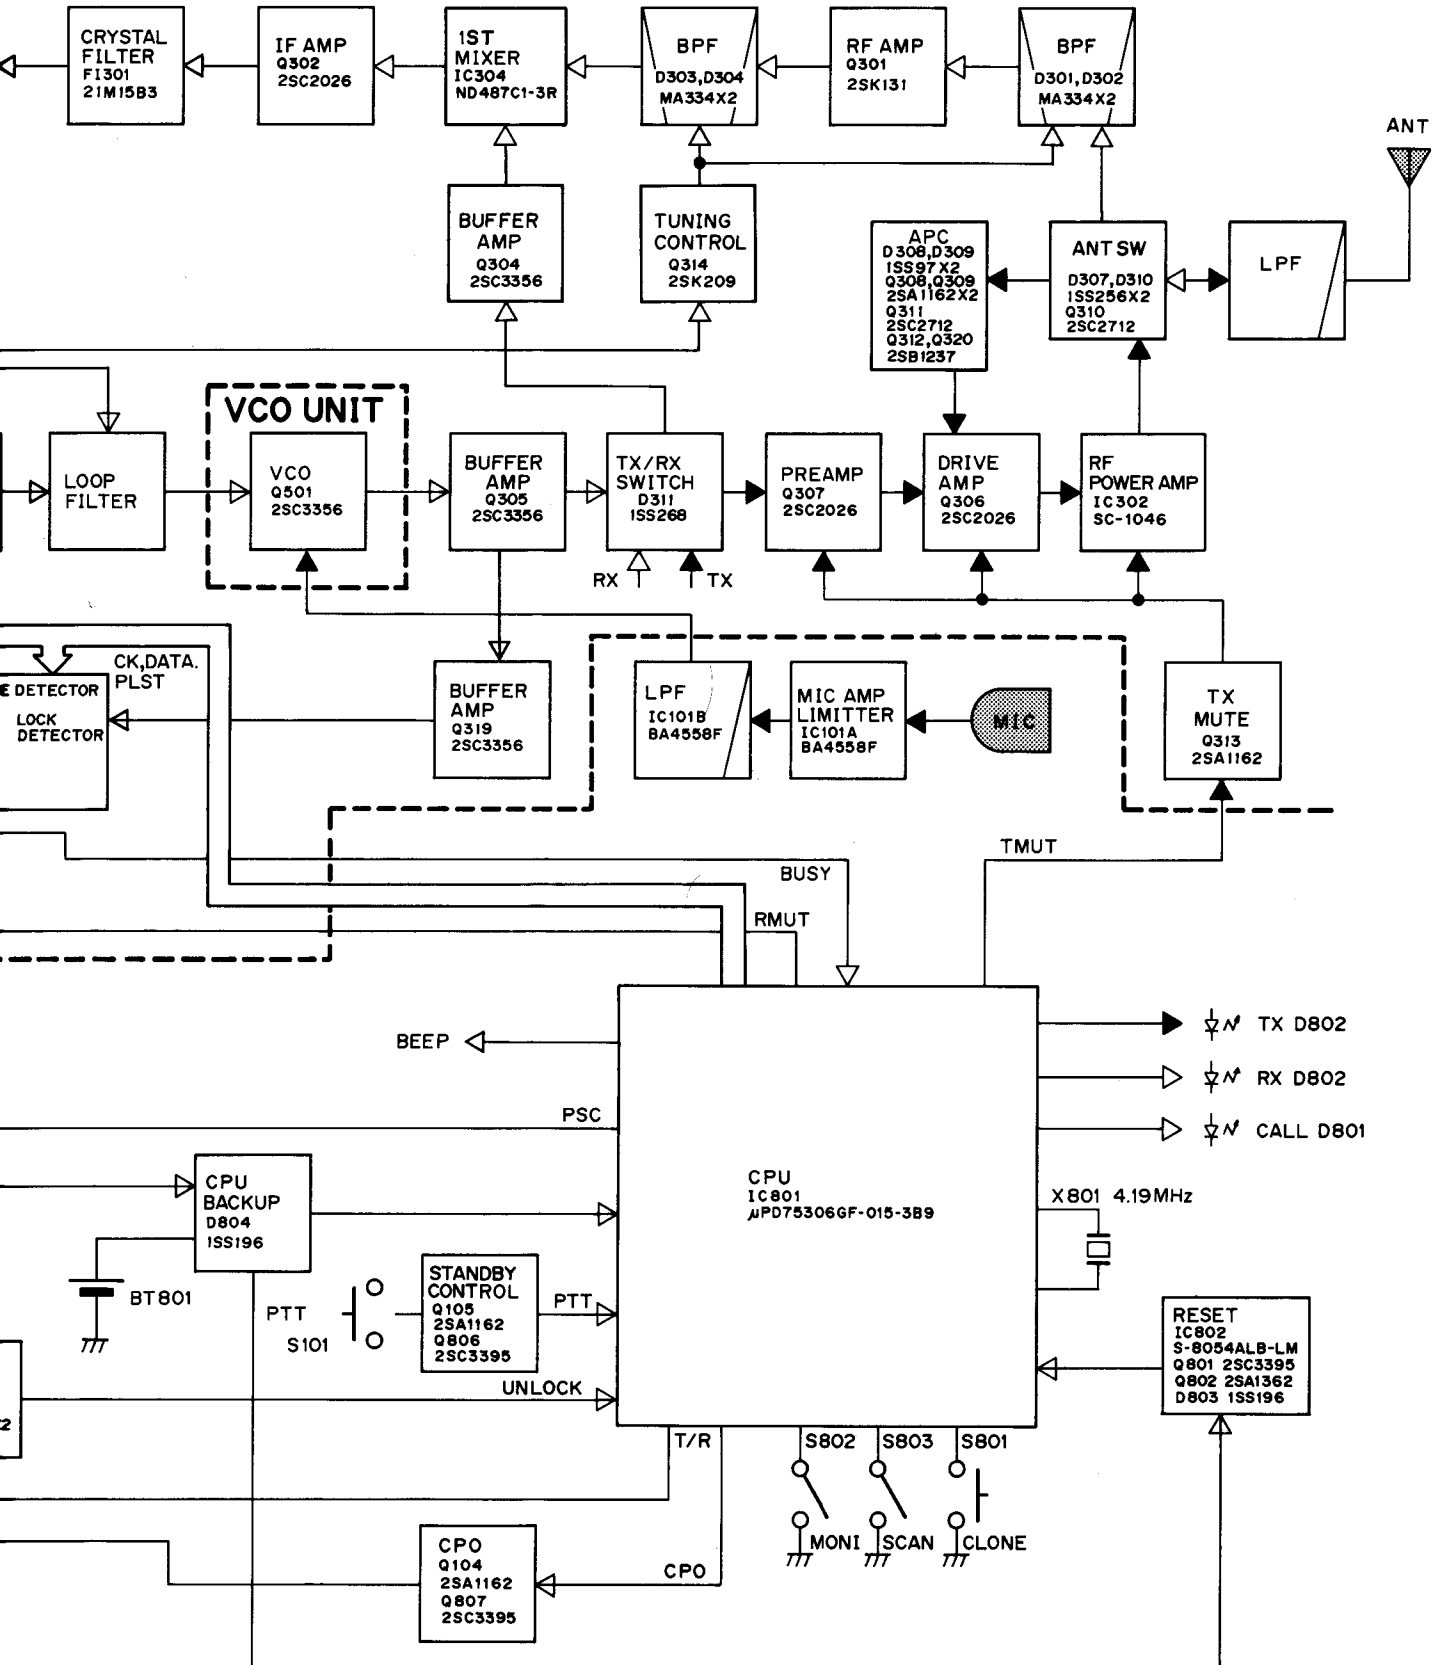 CRYSTAL
FILTER
FI301
21M15B3
IF AMP
Q302
2SC2026
1ST
MIXER
IC304
ND487C1-3R
BPF
D303,D304
MA334X2
RF AMP
Q301
2SK131
BPF
D301,D302
MA334X2
ANT
BUFFER
AMP
Q304
2SC3356
TUNING
CONTROL
Q314
2SK209
APC
D308,D309
1SS97X2
Q308,Q309
2SA1162X2
Q311
2SC2712
Q312,Q320
2SB1237
ANT SW
D307,D310
1SS256X2
Q310
2SC2712
LPF
VCO UNIT
LOOP
FILTER
VCO
Q501
2SC3356
BUFFER
AMP
Q305
2SC3356
TX/RX
SWITCH
D311
1SS268
RX
TX
PREAMP
Q307
2SC2026
DRIVE
AMP
Q306
2SC2026
RF
POWER AMP
IC302
SC-1046
CK,DATA.
PLST
E DETECTOR
LOCK
DETECTOR
BUFFER
AMP
Q319
2SC3356
LPF
IC101B
BA4558F
MIC AMP
LIMITTER
IC101A
BA4558F
MIC
TX
MUTE
Q313
2SA1162
TMUT
BUSY
RMUT
BEEP
PSC
CPU
IC801
μPD75306GF-015-3B9
TX D802
RX D802
CALL D801
X801 4.19MHz
CPU
BACKUP
D804
1SS196
BT801
PTT
S101
STANDBY
CONTROL
Q105
2SA1162
Q806
2SC3395
PTT
UNLOCK
RESET
IC802
S-8054ALB-LM
Q801 2SC3395
Q802 2SA1362
D803 1SS196
T/R
S802
S803
S801
MONI
SCAN
CLONE
CPO
Q104
2SA1162
Q807
2SC3395
CPO